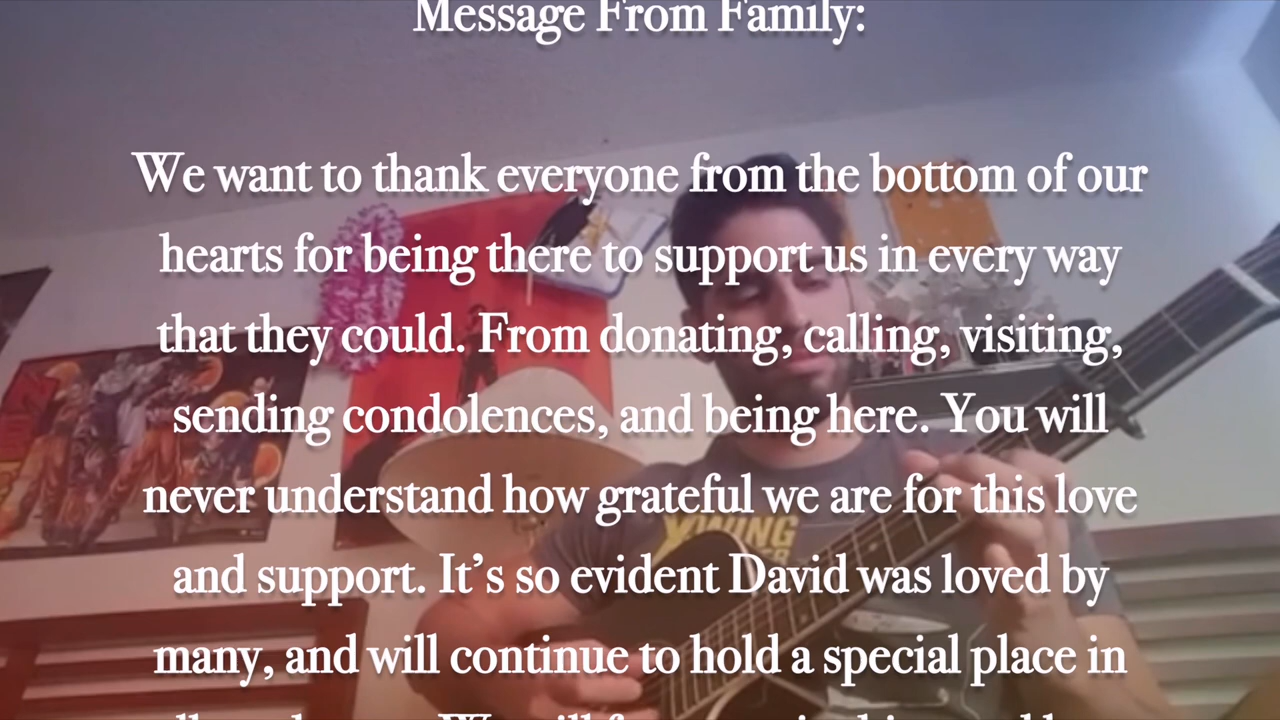 Message From Family:
We want to thank everyone from the bottom of our
hearts for being there to support us in every way
that they could. From donating, calling, visiting,
sending condolences, and being here. You will
never understand how grateful we are for this love
and support. It’s so evident David was loved by
many, and will continue to hold a special place in